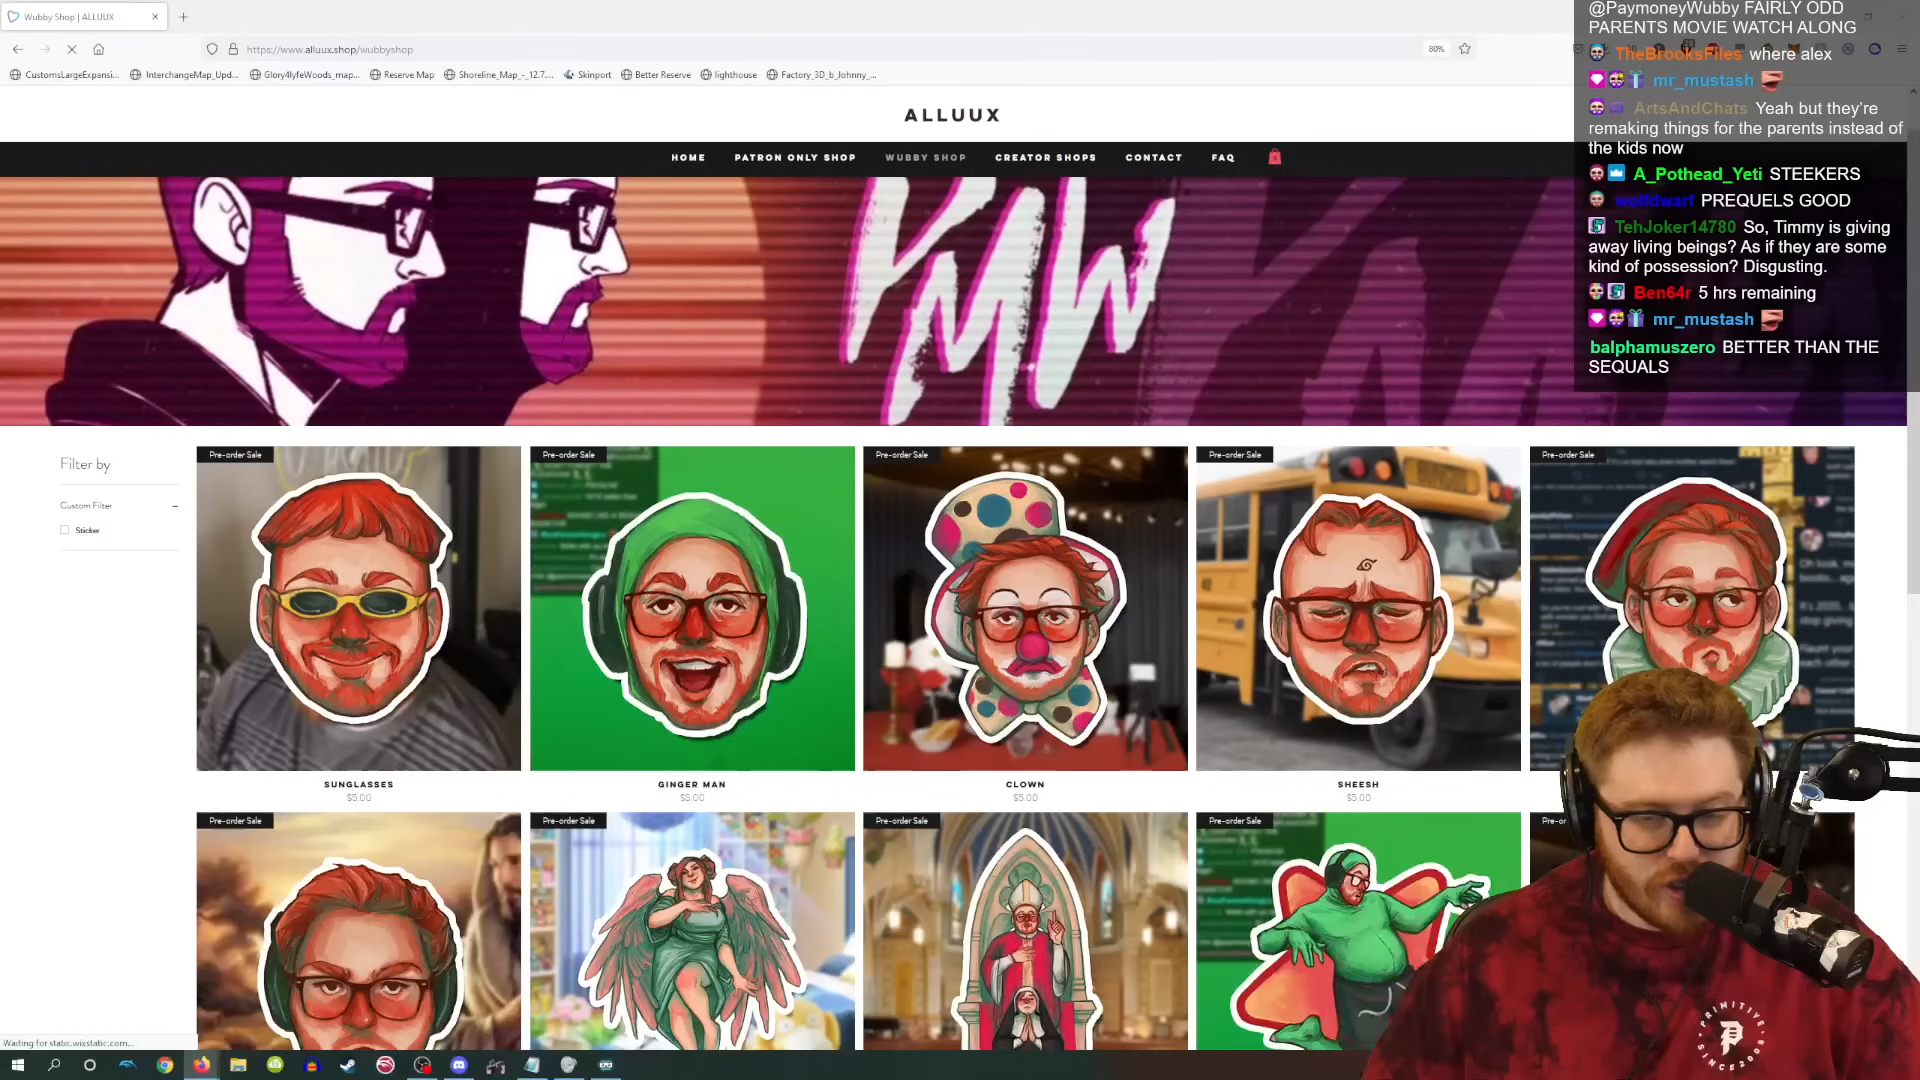 Wubby Shop | ALLUUX
https://www.alluux.shop/wubbyshop
80%
CustomsLargeExpansi...
InterchangeMap_Upd...
Glory4lyfeWoods_map...
Reserve Map
Shoreline_Map_-_12.7....
Skinport
Better Reserve
lighthouse
Factory_3D_b_Johnny_...
ALLUUX
HOME
PATRON ONLY SHOP
WUBBY SHOP
CREATOR SHOPS
CONTACT
FAQ
PMW
Filter by
Custom Filter
Sticker
Pre-order Sale
Pre-order Sale
Pre-order Sale
Pre-order Sale
Pre-order Sale
SUNGLASSES
$5.00
GINGER MAN
$5.00
CLOWN
$5.00
SHEESH
$5.00
Pre-order Sale
Pre-order Sale
Pre-order Sale
Pre-order Sale
Pre-or
@PaymoneyWubby FAIRLY ODD
PARENTS MOVIE WATCH ALONG
TheBrooksFiles where alex
mr_mustash
ArtsAndChats Yeah but they're
remaking things for the parents instead of
the kids now
A_Pothead_Yeti STEEKERS
wolfdwarf PREQUELS GOOD
TehJoker14780 So, Timmy is giving
away living beings? As if they are some
kind of possession? Disgusting.
Ben64r 5 hrs remaining
mr_mustash
balphamuszero BETTER THAN THE
SEQUALS
PRIMITIVE
SINCE 2008
Waiting for static.wixstatic.com...